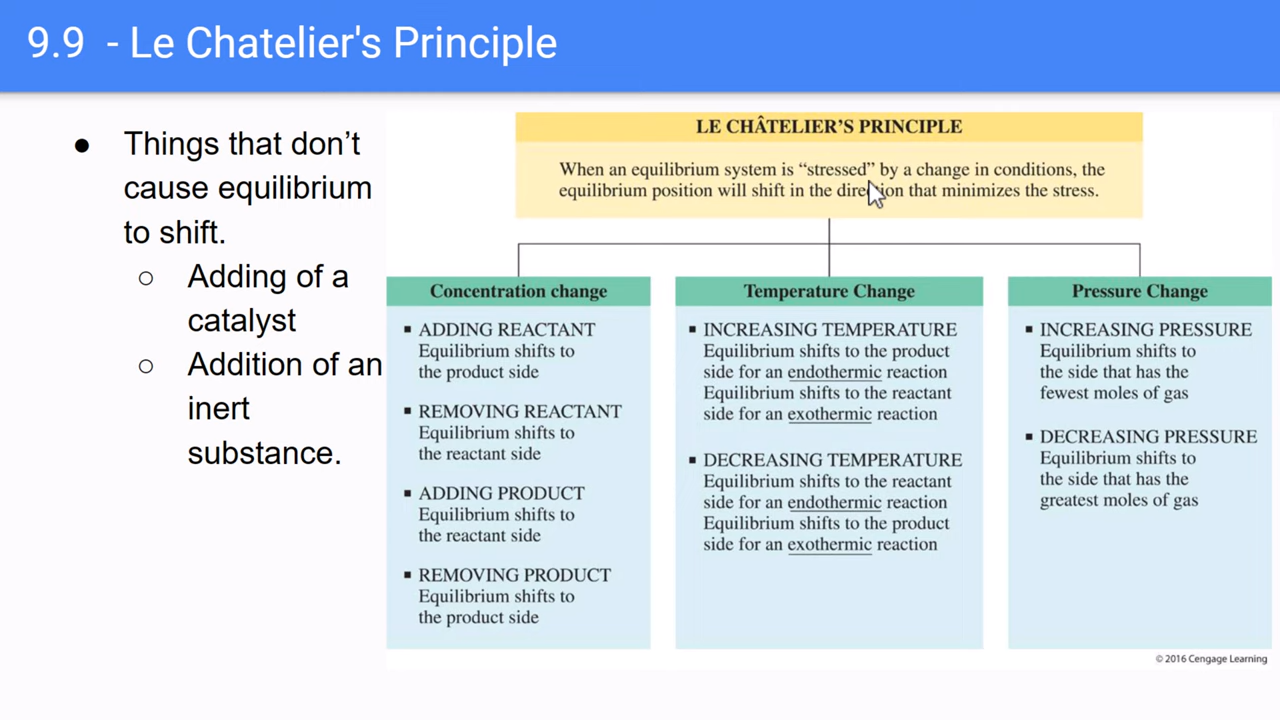 9.9 - Le Chatelier's Principle
● Things that don't
cause equilibrium
to shift.
○ Adding of a
catalyst
○ Addition of an
inert
substance.
LE CHÂTELIER'S PRINCIPLE
When an equilibrium system is “stressed” by a change in conditions, the
equilibrium position will shift in the direction that minimizes the stress.
Concentration change
▪ ADDING REACTANT
Equilibrium shifts to
the product side
▪ REMOVING REACTANT
Equilibrium shifts to
the reactant side
▪ ADDING PRODUCT
Equilibrium shifts to
the reactant side
▪ REMOVING PRODUCT
Equilibrium shifts to
the product side
Temperature Change
▪ INCREASING TEMPERATURE
Equilibrium shifts to the product
side for an endothermic reaction
Equilibrium shifts to the reactant
side for an exothermic reaction
▪ DECREASING TEMPERATURE
Equilibrium shifts to the reactant
side for an endothermic reaction
Equilibrium shifts to the product
side for an exothermic reaction
Pressure Change
▪ INCREASING PRESSURE
Equilibrium shifts to
the side that has the
fewest moles of gas
▪ DECREASING PRESSURE
Equilibrium shifts to
the side that has the
greatest moles of gas
© 2016 Cengage Learning